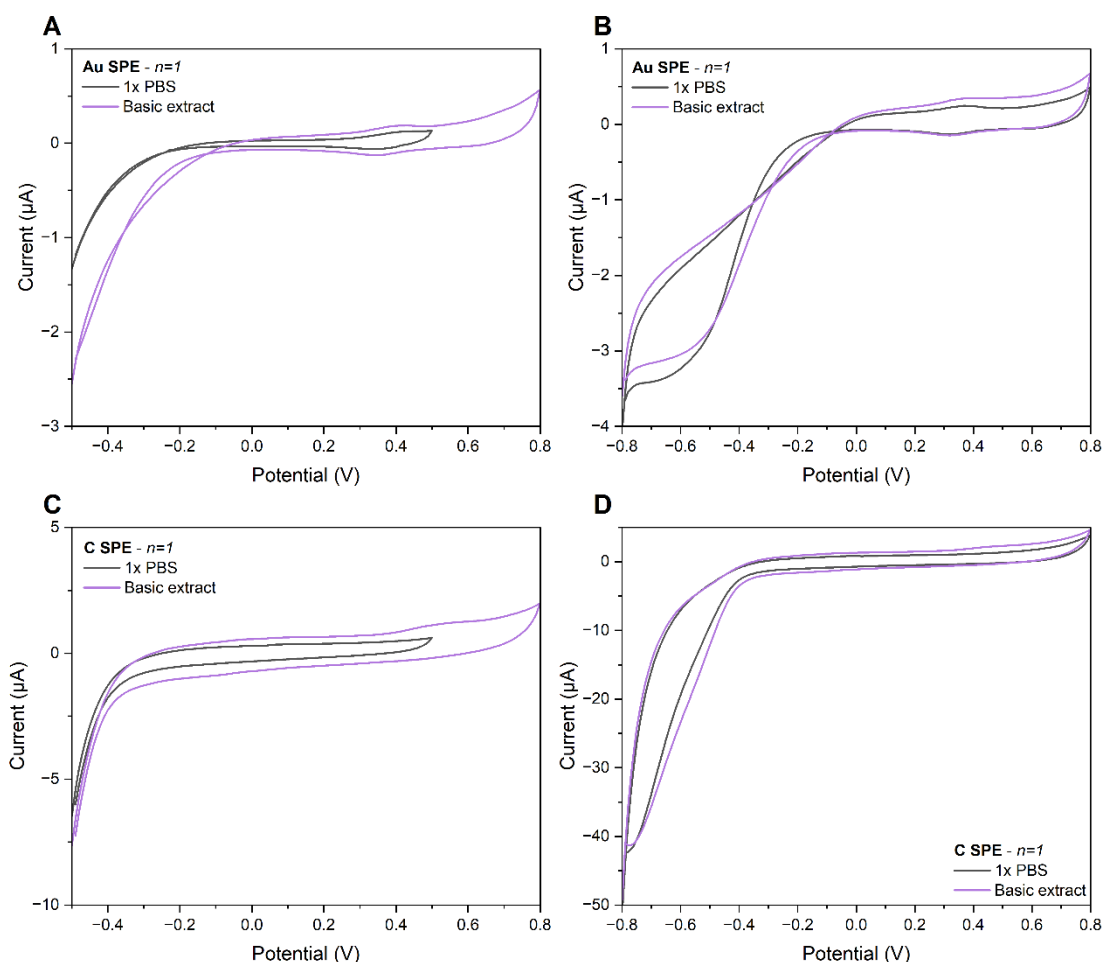 A
Au SPE - n=1
1x PBS
Basic extract
1
0
−1
−2
−3
Current (µA)
−0.4
−0.2
0.0
0.2
0.4
0.6
0.8
Potential (V)
B
Au SPE - n=1
1x PBS
Basic extract
1
0
−1
−2
−3
−4
Current (µA)
−0.8
−0.6
−0.4
−0.2
0.0
0.2
0.4
0.6
0.8
Potential (V)
C
C SPE - n=1
1x PBS
Basic extract
5
0
−5
−10
Current (µA)
−0.4
−0.2
0.0
0.2
0.4
0.6
0.8
Potential (V)
D
0
−10
−20
−30
−40
−50
Current (µA)
C SPE - n=1
1x PBS
Basic extract
−0.8
−0.6
−0.4
−0.2
0.0
0.2
0.4
0.6
0.8
Potential (V)